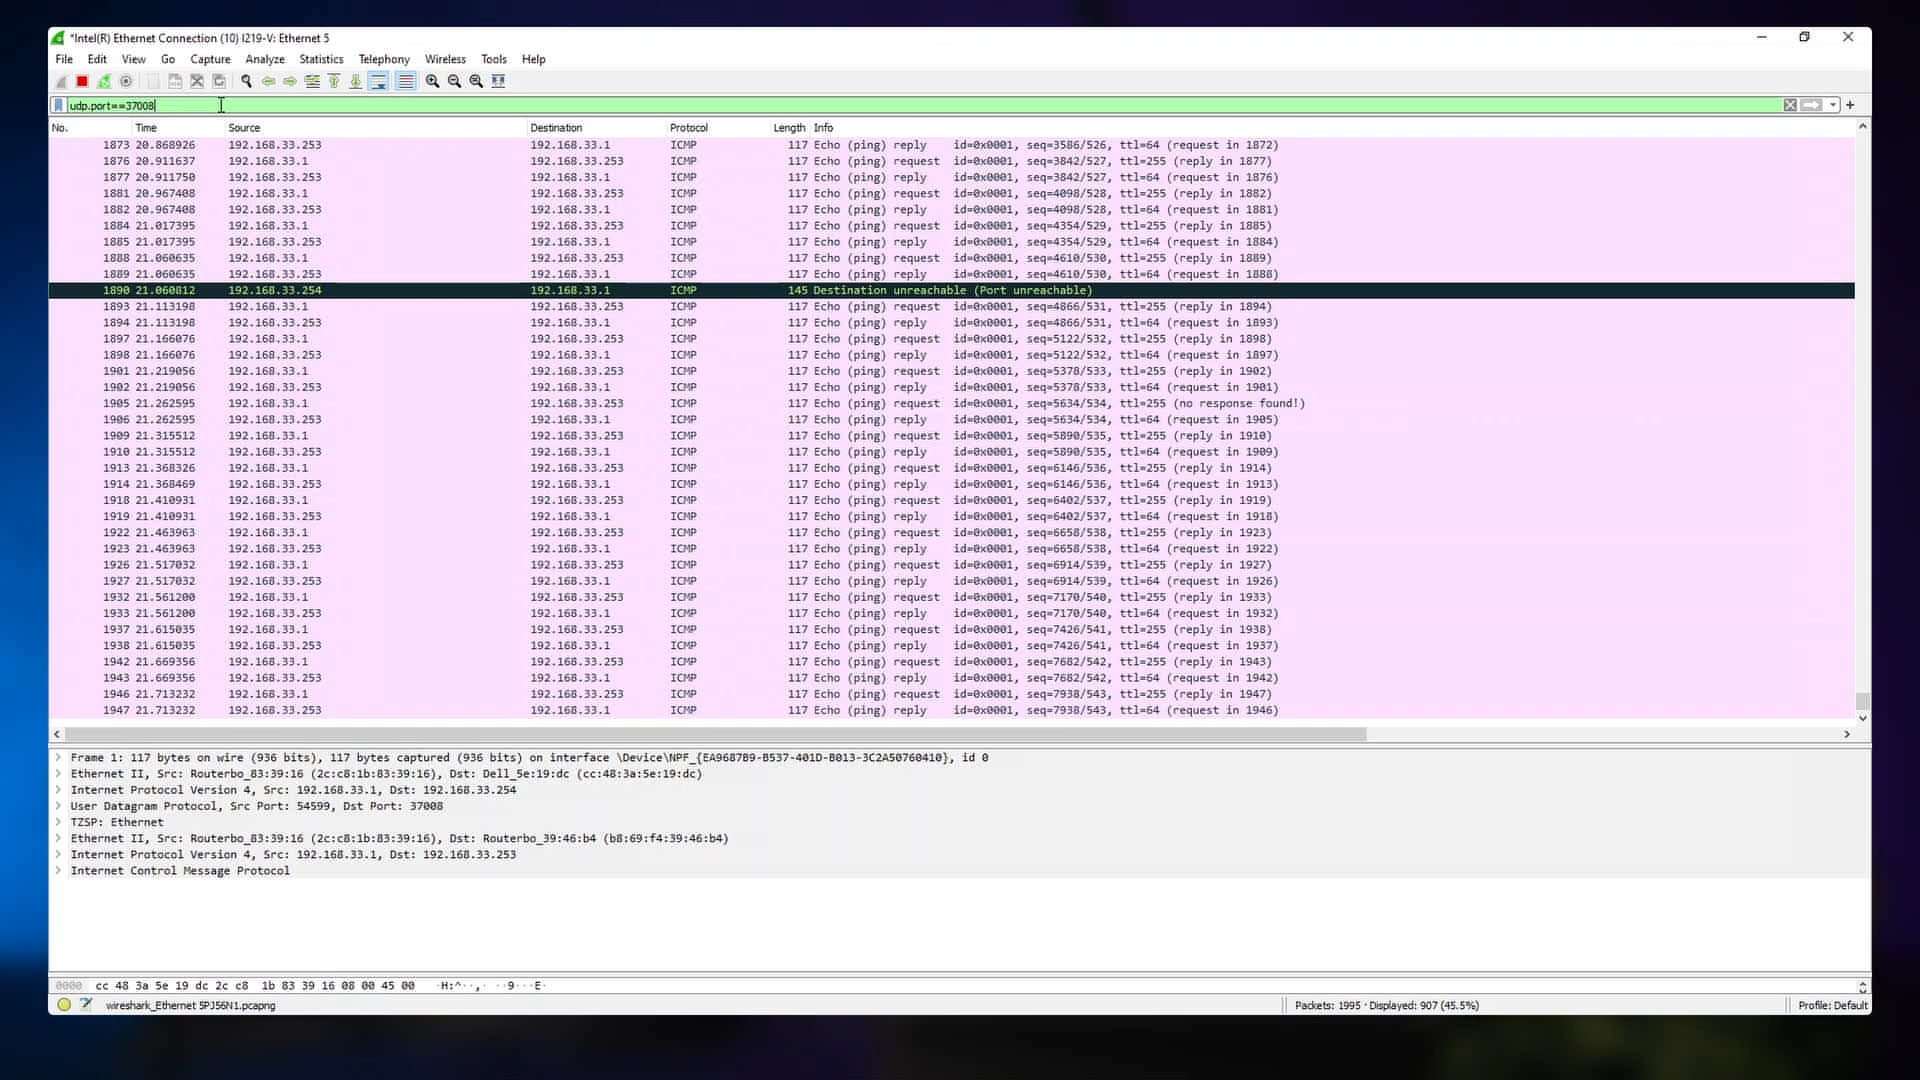 *Intel(R) Ethernet Connection (10) I219-V: Ethernet 5
File Edit View Go Capture Analyze Statistics Telephony Wireless Tools Help
udp.port==37008
No. Time Source Destination Protocol Length Info
1873 20.868926 192.168.33.253 192.168.33.1 ICMP 117 Echo (ping) reply id=0x0001, seq=3586/526, ttl=64 (request in 1872)
1876 20.911637 192.168.33.1 192.168.33.253 ICMP 117 Echo (ping) request id=0x0001, seq=3842/527, ttl=255 (reply in 1877)
1877 20.911750 192.168.33.253 192.168.33.1 ICMP 117 Echo (ping) reply id=0x0001, seq=3842/527, ttl=64 (request in 1876)
1881 20.967408 192.168.33.1 192.168.33.253 ICMP 117 Echo (ping) request id=0x0001, seq=4098/528, ttl=255 (reply in 1882)
1882 20.967408 192.168.33.253 192.168.33.1 ICMP 117 Echo (ping) reply id=0x0001, seq=4098/528, ttl=64 (request in 1881)
1884 21.017395 192.168.33.1 192.168.33.253 ICMP 117 Echo (ping) request id=0x0001, seq=4354/529, ttl=255 (reply in 1885)
1885 21.017395 192.168.33.253 192.168.33.1 ICMP 117 Echo (ping) reply id=0x0001, seq=4354/529, ttl=64 (request in 1884)
1888 21.060635 192.168.33.1 192.168.33.253 ICMP 117 Echo (ping) request id=0x0001, seq=4610/530, ttl=255 (reply in 1889)
1889 21.060635 192.168.33.253 192.168.33.1 ICMP 117 Echo (ping) reply id=0x0001, seq=4610/530, ttl=64 (request in 1888)
1890 21.060812 192.168.33.254 192.168.33.1 ICMP 145 Destination unreachable (Port unreachable)
1893 21.113198 192.168.33.1 192.168.33.253 ICMP 117 Echo (ping) request id=0x0001, seq=4866/531, ttl=255 (reply in 1894)
1894 21.113198 192.168.33.253 192.168.33.1 ICMP 117 Echo (ping) reply id=0x0001, seq=4866/531, ttl=64 (request in 1893)
1897 21.166076 192.168.33.1 192.168.33.253 ICMP 117 Echo (ping) request id=0x0001, seq=5122/532, ttl=255 (reply in 1898)
1898 21.166076 192.168.33.253 192.168.33.1 ICMP 117 Echo (ping) reply id=0x0001, seq=5122/532, ttl=64 (request in 1897)
1901 21.219056 192.168.33.1 192.168.33.253 ICMP 117 Echo (ping) request id=0x0001, seq=5378/533, ttl=255 (reply in 1902)
1902 21.219056 192.168.33.253 192.168.33.1 ICMP 117 Echo (ping) reply id=0x0001, seq=5378/533, ttl=64 (request in 1901)
1905 21.262595 192.168.33.1 192.168.33.253 ICMP 117 Echo (ping) request id=0x0001, seq=5634/534, ttl=255 (no response found!)
1906 21.262595 192.168.33.253 192.168.33.1 ICMP 117 Echo (ping) reply id=0x0001, seq=5634/534, ttl=64 (request in 1905)
1909 21.315512 192.168.33.1 192.168.33.253 ICMP 117 Echo (ping) request id=0x0001, seq=5890/535, ttl=255 (reply in 1910)
1910 21.315512 192.168.33.253 192.168.33.1 ICMP 117 Echo (ping) reply id=0x0001, seq=5890/535, ttl=64 (request in 1909)
1913 21.368326 192.168.33.1 192.168.33.253 ICMP 117 Echo (ping) request id=0x0001, seq=6146/536, ttl=255 (reply in 1914)
1914 21.368469 192.168.33.253 192.168.33.1 ICMP 117 Echo (ping) reply id=0x0001, seq=6146/536, ttl=64 (request in 1913)
1918 21.410931 192.168.33.1 192.168.33.253 ICMP 117 Echo (ping) request id=0x0001, seq=6402/537, ttl=255 (reply in 1919)
1919 21.410931 192.168.33.253 192.168.33.1 ICMP 117 Echo (ping) reply id=0x0001, seq=6402/537, ttl=64 (request in 1918)
1922 21.463963 192.168.33.1 192.168.33.253 ICMP 117 Echo (ping) request id=0x0001, seq=6658/538, ttl=255 (reply in 1923)
1923 21.463963 192.168.33.253 192.168.33.1 ICMP 117 Echo (ping) reply id=0x0001, seq=6658/538, ttl=64 (request in 1922)
1926 21.517032 192.168.33.1 192.168.33.253 ICMP 117 Echo (ping) request id=0x0001, seq=6914/539, ttl=255 (reply in 1927)
1927 21.517032 192.168.33.253 192.168.33.1 ICMP 117 Echo (ping) reply id=0x0001, seq=6914/539, ttl=64 (request in 1926)
1932 21.561200 192.168.33.1 192.168.33.253 ICMP 117 Echo (ping) request id=0x0001, seq=7170/540, ttl=255 (reply in 1933)
1933 21.561200 192.168.33.253 192.168.33.1 ICMP 117 Echo (ping) reply id=0x0001, seq=7170/540, ttl=64 (request in 1932)
1937 21.615035 192.168.33.1 192.168.33.253 ICMP 117 Echo (ping) request id=0x0001, seq=7426/541, ttl=255 (reply in 1938)
1938 21.615035 192.168.33.253 192.168.33.1 ICMP 117 Echo (ping) reply id=0x0001, seq=7426/541, ttl=64 (request in 1937)
1942 21.669356 192.168.33.1 192.168.33.253 ICMP 117 Echo (ping) request id=0x0001, seq=7682/542, ttl=255 (reply in 1943)
1943 21.669356 192.168.33.253 192.168.33.1 ICMP 117 Echo (ping) reply id=0x0001, seq=7682/542, ttl=64 (request in 1942)
1946 21.713232 192.168.33.1 192.168.33.253 ICMP 117 Echo (ping) request id=0x0001, seq=7938/543, ttl=255 (reply in 1947)
1947 21.713232 192.168.33.253 192.168.33.1 ICMP 117 Echo (ping) reply id=0x0001, seq=7938/543, ttl=64 (request in 1946)
Frame 1: 117 bytes on wire (936 bits), 117 bytes captured (936 bits) on interface \Device\NPF_{EA9687B9-B537-401D-B013-3C2A50760410}, id 0
Ethernet II, Src: Routerbo_83:39:16 (2c:c8:1b:83:39:16), Dst: Dell_5e:19:dc (cc:48:3a:5e:19:dc)
Internet Protocol Version 4, Src: 192.168.33.1, Dst: 192.168.33.254
User Datagram Protocol, Src Port: 54599, Dst Port: 37008
TZSP: Ethernet
Ethernet II, Src: Routerbo_83:39:16 (2c:c8:1b:83:39:16), Dst: Routerbo_39:46:b4 (b8:69:f4:39:46:b4)
Internet Protocol Version 4, Src: 192.168.33.1, Dst: 192.168.33.253
Internet Control Message Protocol
0000 cc 48 3a 5e 19 dc 2c c8 1b 83 39 16 08 00 45 00 ·H:^··,· ··9···E·
wireshark_Ethernet 5PJ56N1.pcapng Packets: 1995 · Displayed: 907 (45.5%) Profile: Default